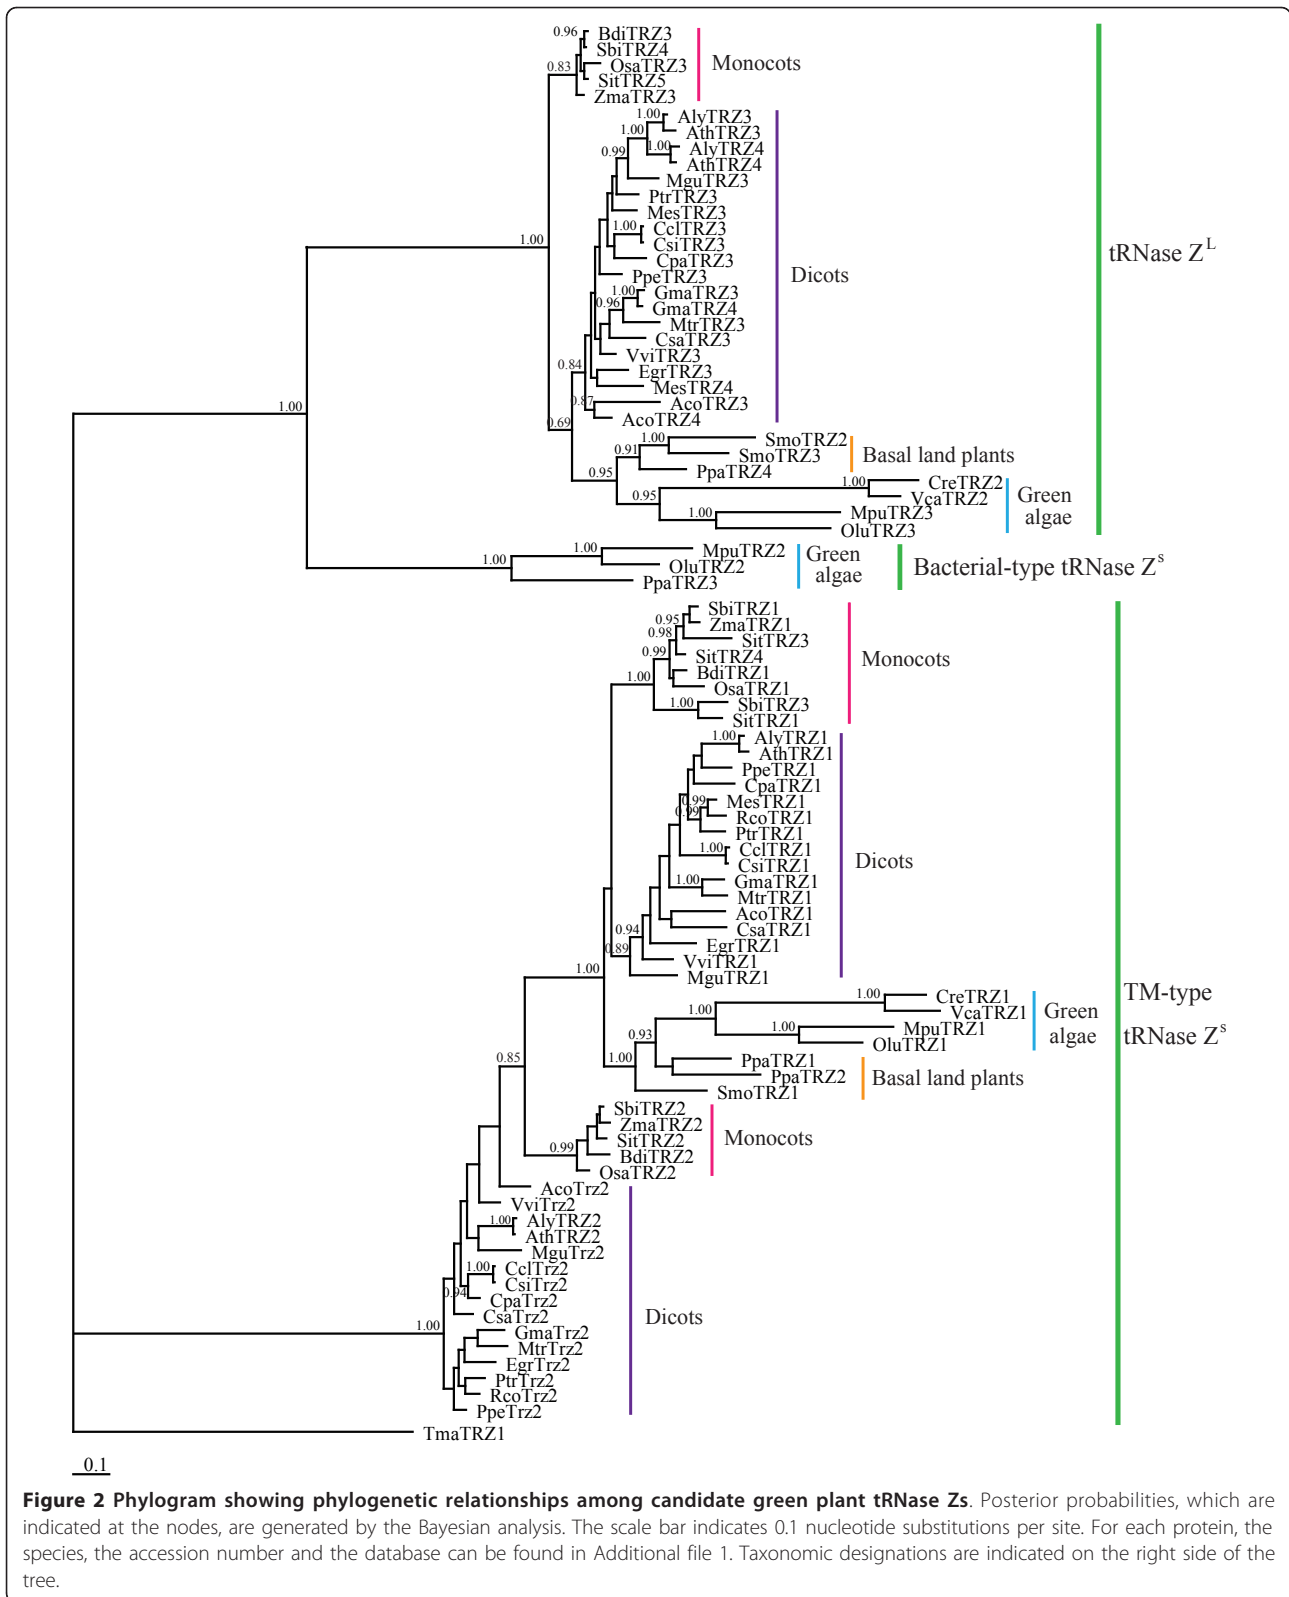 0.96
BdiTRZ3
SbiTRZ4
0.83
OsaTRZ3
SitTRZ5
ZmaTRZ3
Monocots
1.00
AlyTRZ3
1.00
AthTRZ3
1.00
AlyTRZ4
0.99
AthTRZ4
MguTRZ3
PtrTRZ3
MesTRZ3
1.00
CclTRZ3
CsiTRZ3
1.00
CpaTRZ3
PpeTRZ3
Dicots
tRNase Z^L
1.00
GmaTRZ3
0.96
GmaTRZ4
MtrTRZ3
CsaTRZ3
VviTRZ3
0.84
EgrTRZ3
MesTRZ4
0.87
AcoTRZ3
1.00
AcoTRZ4
0.69
1.00
SmoTRZ2
0.91
SmoTRZ3
PpaTRZ4
Basal land plants
0.95
1.00
CreTRZ2
0.95
VcaTRZ2
1.00
MpuTRZ3
OluTRZ3
Green
algae
1.00
MpuTRZ2
1.00
OluTRZ2
PpaTRZ3
Green
algae
Bacterial-type tRNase Z^s
SbiTRZ1
0.95
ZmaTRZ1
0.98
SitTRZ3
0.99
SitTRZ4
1.00
BdiTRZ1
OsaTRZ1
1.00
SbiTRZ3
SitTRZ1
Monocots
1.00
AlyTRZ1
AthTRZ1
PpeTRZ1
CpaTRZ1
0.99
MesTRZ1
0.99
RcoTRZ1
PtrTRZ1
1.00
CclTRZ1
CsiTRZ1
Dicots
1.00
GmaTRZ1
MtrTRZ1
AcoTRZ1
CsaTRZ1
0.94
EgrTRZ1
0.89
VviTRZ1
1.00
MguTRZ1
1.00
CreTRZ1
1.00
VcaTRZ1
1.00
MpuTRZ1
0.93
OluTRZ1
Green
algae
TM-type
tRNase Z^s
1.00
PpaTRZ1
0.85
PpaTRZ2
SmoTRZ1
Basal land plants
SbiTRZ2
ZmaTRZ2
SitTRZ2
0.99
BdiTRZ2
OsaTRZ2
Monocots
AcoTrz2
VviTrz2
1.00
AlyTRZ2
AthTRZ2
MguTrz2
1.00
CclTrz2
CsiTrz2
0.94
CpaTrz2
CsaTrz2
Dicots
1.00
GmaTrz2
MtrTrz2
EgrTrz2
PtrTrz2
RcoTrz2
PpeTrz2
TmaTRZ1
0.1
Figure 2 Phylogram showing phylogenetic relationships among candidate green plant tRNase Zs. Posterior probabilities, which are
indicated at the nodes, are generated by the Bayesian analysis. The scale bar indicates 0.1 nucleotide substitutions per site. For each protein, the
species, the accession number and the database can be found in Additional file 1. Taxonomic designations are indicated on the right side of the
tree.